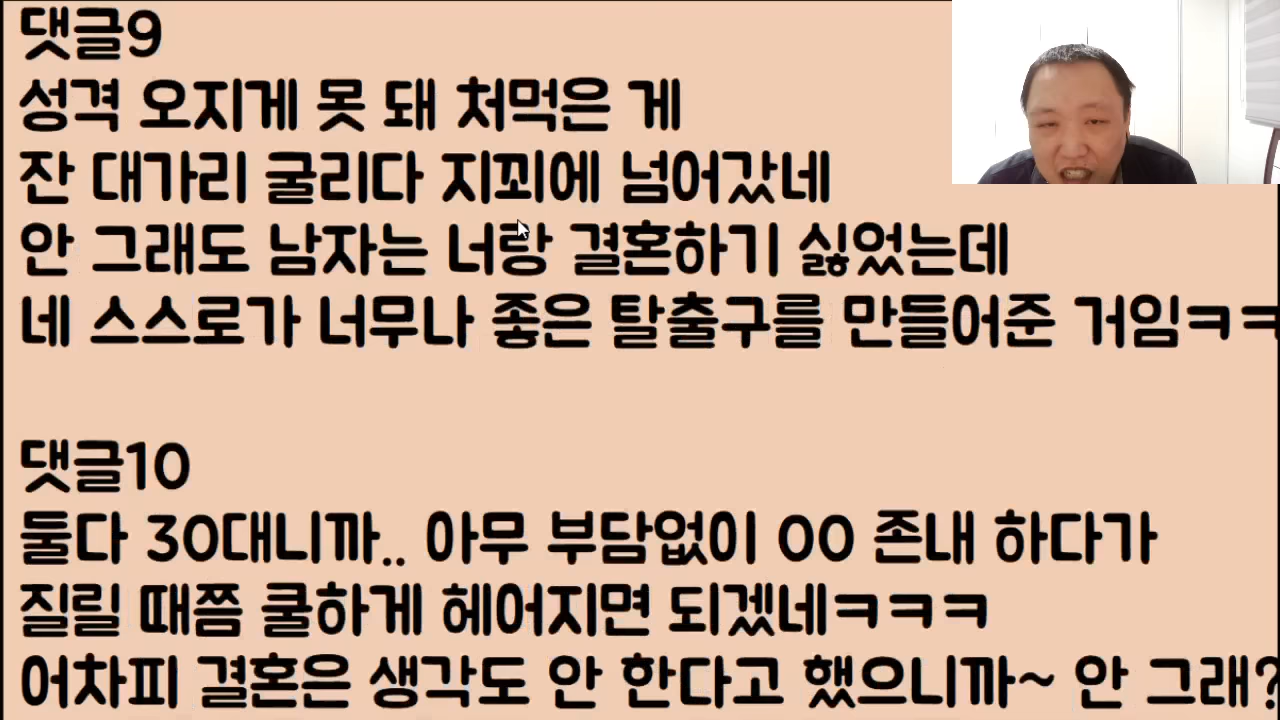 댓글9
성격 오지게 못 돼 처먹은 게
잔 대가리 굴리다 지꾀에 넘어갔네
안 그래도 남자는 너랑 결혼하기 싫었는데
네 스스로가 너무나 좋은 탈출구를 만들어준 거임ㅋㅋ
댓글10
둘다 30대니까.. 아무 부담없이 OO 존내 하다가
질릴 때쯤 쿨하게 헤어지면 되겠네ㅋㅋㅋ
어차피 결혼은 생각도 안 한다고 했으니까~ 안 그래?